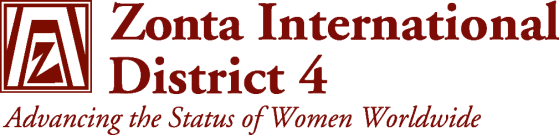 Zonta International
District 4
Advancing the Status of Women Worldwide